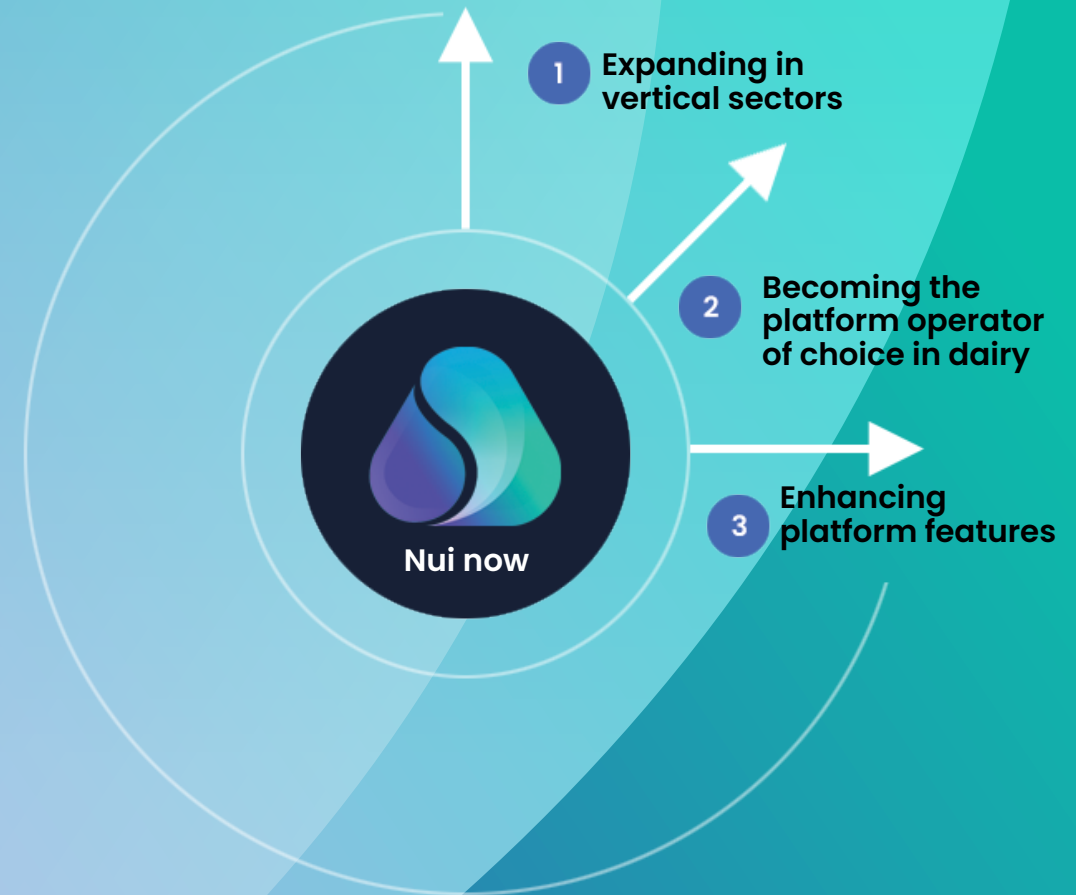 1
Expanding in
vertical sectors
2
Becoming the
platform operator
of choice in dairy
3
Enhancing
platform features
Nui now